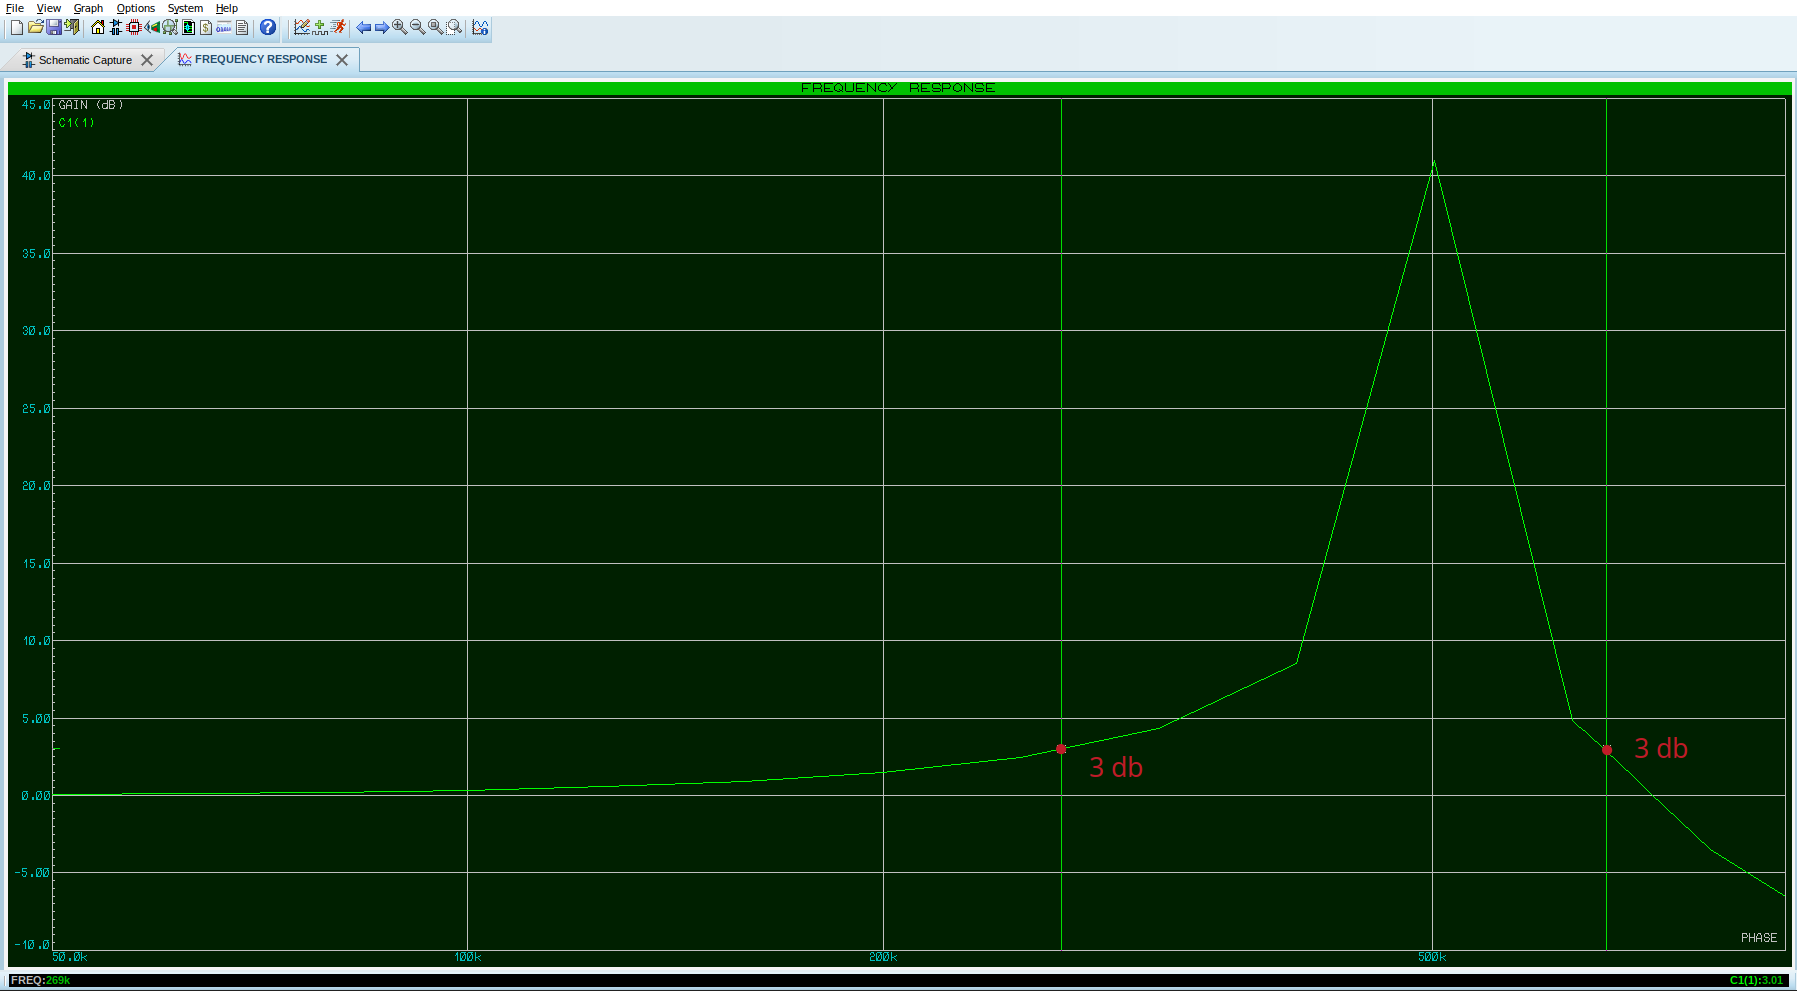 File View Graph Options System Help
Schematic Capture
FREQUENCY RESPONSE
FREQUENCY RESPONSE
45.0 GAIN (dB)
C1(1)
40.0
35.0
30.0
25.0
20.0
15.0
10.0
5.00
3 db
3 db
0.00
-5.00
-10.0
PHASE
50.0k 100k 200k 500k
FREQ:269k
C1(1):3.01